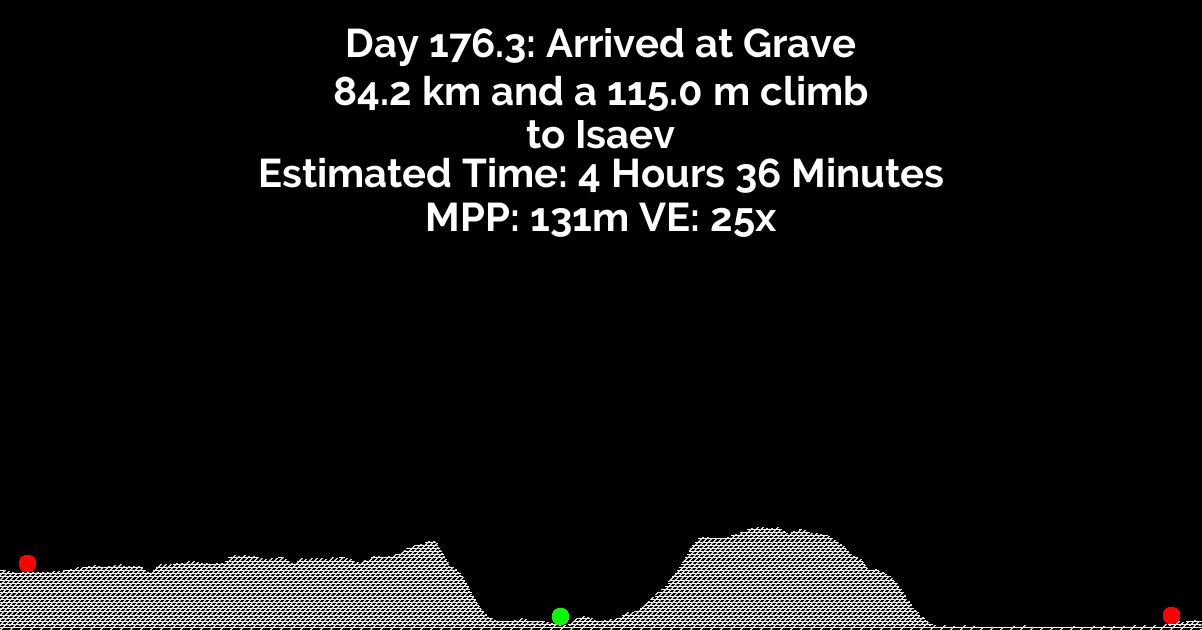 Day 176.3: Arrived at Grave
84.2 km and a 115.0 m climb
to Isaev
Estimated Time: 4 Hours 36 Minutes
MPP: 131m VE: 25x